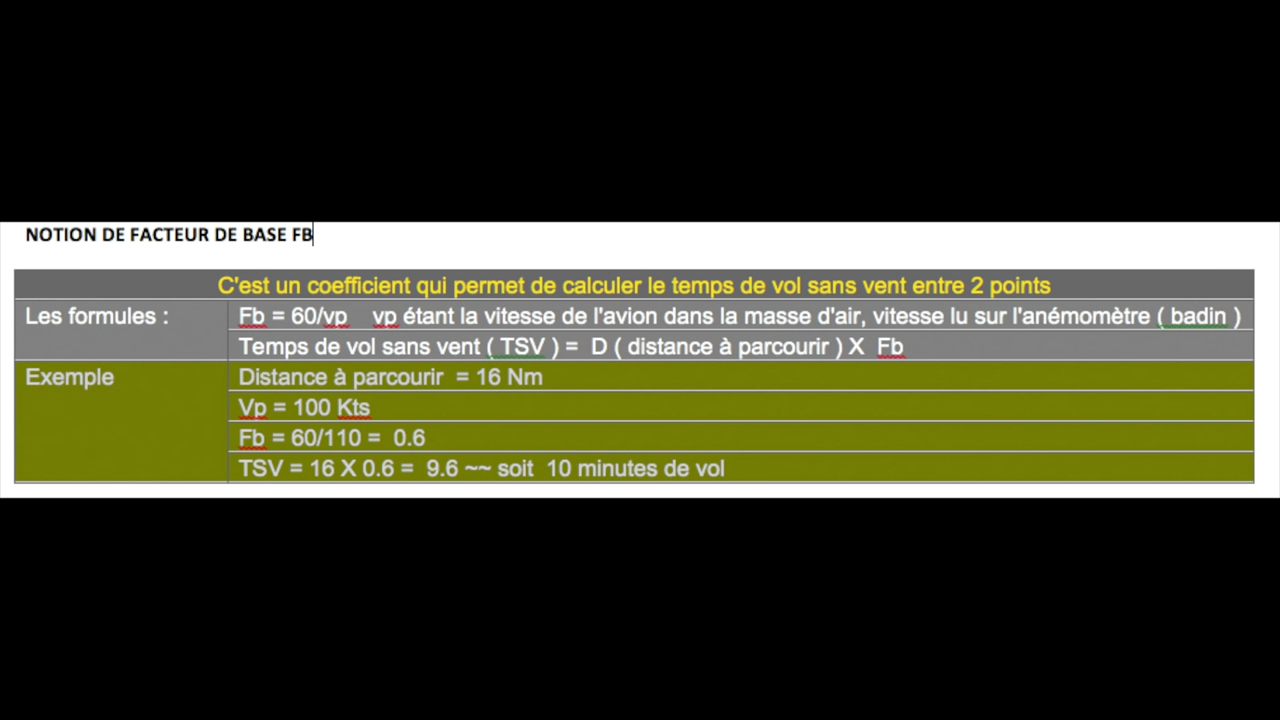 NOTION DE FACTEUR DE BASE FB
C'est un coefficient qui permet de calculer le temps de vol sans vent entre 2 points
Les formules : Fb = 60/vp vp étant la vitesse de l'avion dans la masse d'air, vitesse lu sur l'anémomètre ( badin )
Temps de vol sans vent ( TSV ) = D ( distance à parcourir ) X Fb
Exemple Distance à parcourir = 16 Nm
Vp = 100 Kts
Fb = 60/110 = 0.6
TSV = 16 X 0.6 = 9.6 ~~ soit 10 minutes de vol